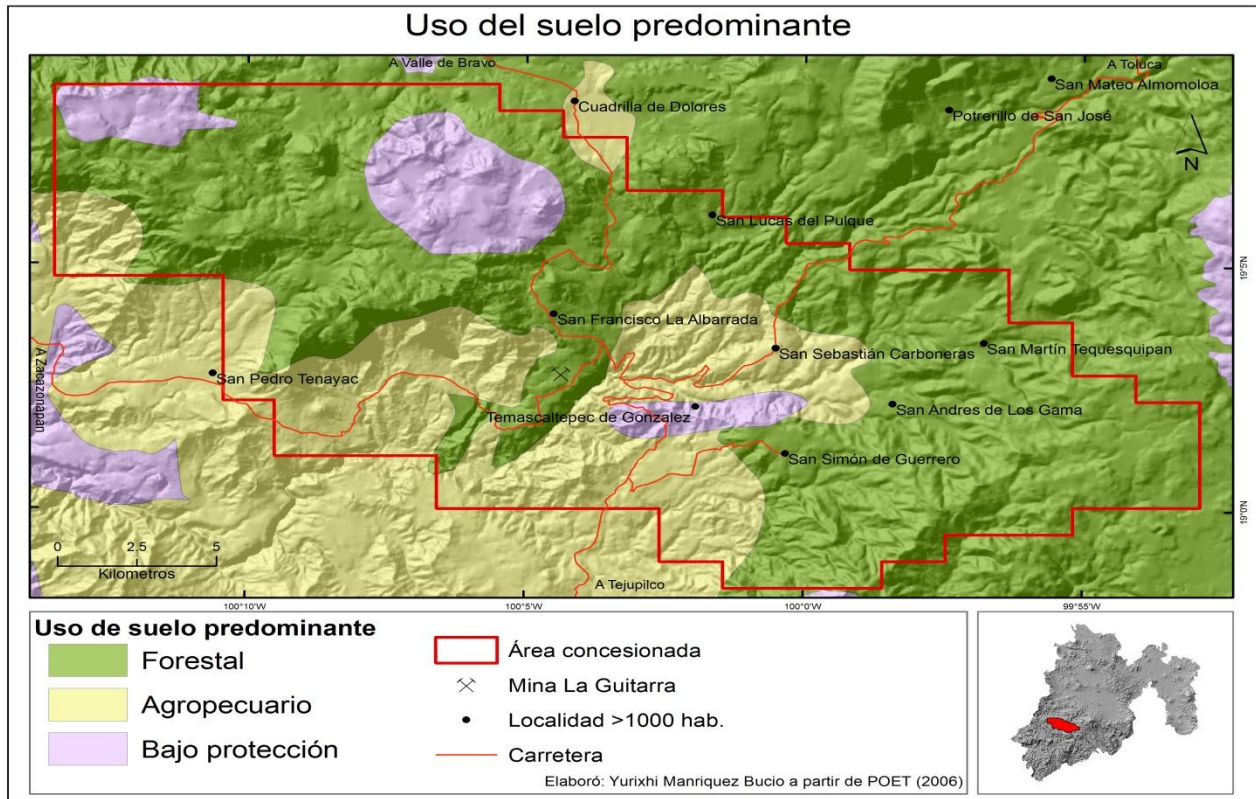 Uso del suelo predominante
A Valle de Bravo
A Toluca
San Mateo Almomoloa
Cuadrilla de Dolores
Potrerillo de San José
N
San Lucas del Pulque
19°5'N
San Francisco La Albarrada
San Sebastián Carboneras
San Martín Tequesquipan
A Zacazonapan
San Pedro Tenayac
Temascaltepec de Gonzalez
San Andres de Los Gama
San Simón de Guerrero
19°0'N
0 2.5 5
Kilometros
A Tejupilco
100°10'W 100°5'W 100°0'W 99°55'W
Uso de suelo predominante
Forestal
Agropecuario
Bajo protección
Área concesionada
Mina La Guitarra
Localidad >1000 hab.
Carretera
Elaboró: Yurixhi Manriquez Bucio a partir de POET (2006)